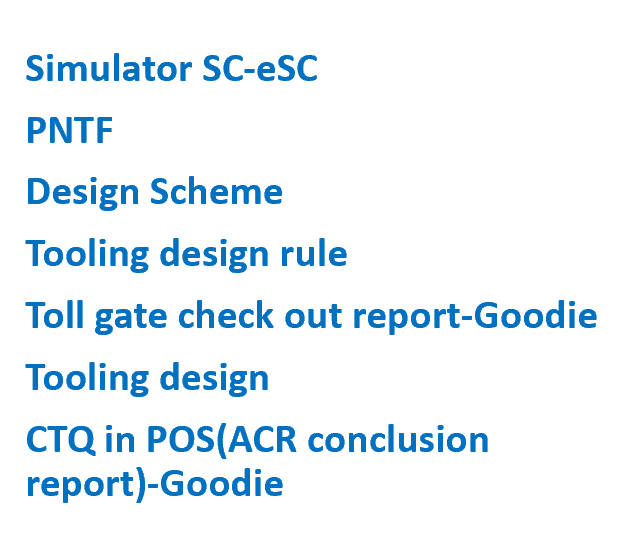 Simulator SC-eSC
PNTF
Design Scheme
Tooling design rule
Toll gate check out report-Goodie
Tooling design
CTQ in POS(ACR conclusion
report)-Goodie